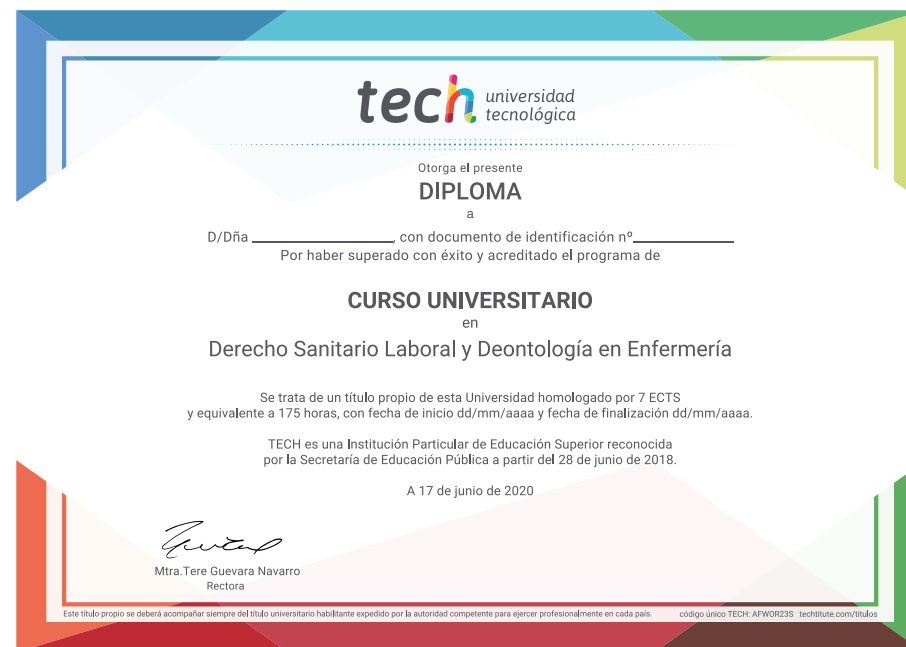 tech universidad
tecnológica
Otorga el presente
DIPLOMA
a
D/Dña ____________________, con documento de identificación nº______________
Por haber superado con éxito y acreditado el programa de
CURSO UNIVERSITARIO
en
Derecho Sanitario Laboral y Deontología en Enfermería
Se trata de un título propio de esta Universidad homologado por 7 ECTS
y equivalente a 175 horas, con fecha de inicio dd/mm/aaaa y fecha de finalización dd/mm/aaaa.
TECH es una Institución Particular de Educación Superior reconocida
por la Secretaría de Educación Pública a partir del 28 de junio de 2018.
A 17 de junio de 2020
Mtra.Tere Guevara Navarro
Rectora
Este título propio se deberá acompañar siempre del título universitario habilitante expedido por la autoridad competente para ejercer profesionalmente en cada país. código único TECH: AFWOR23S techtitute.com/titulos